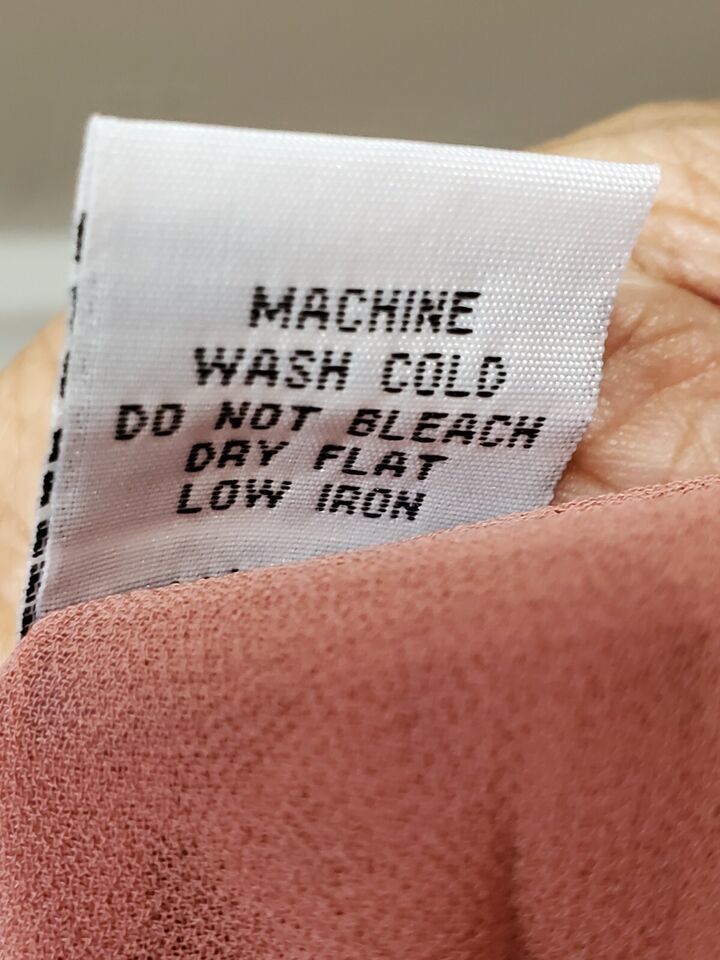 MACHINE
WASH COLD
DO NOT BLEACH
DRY FLAT
LOW IRON